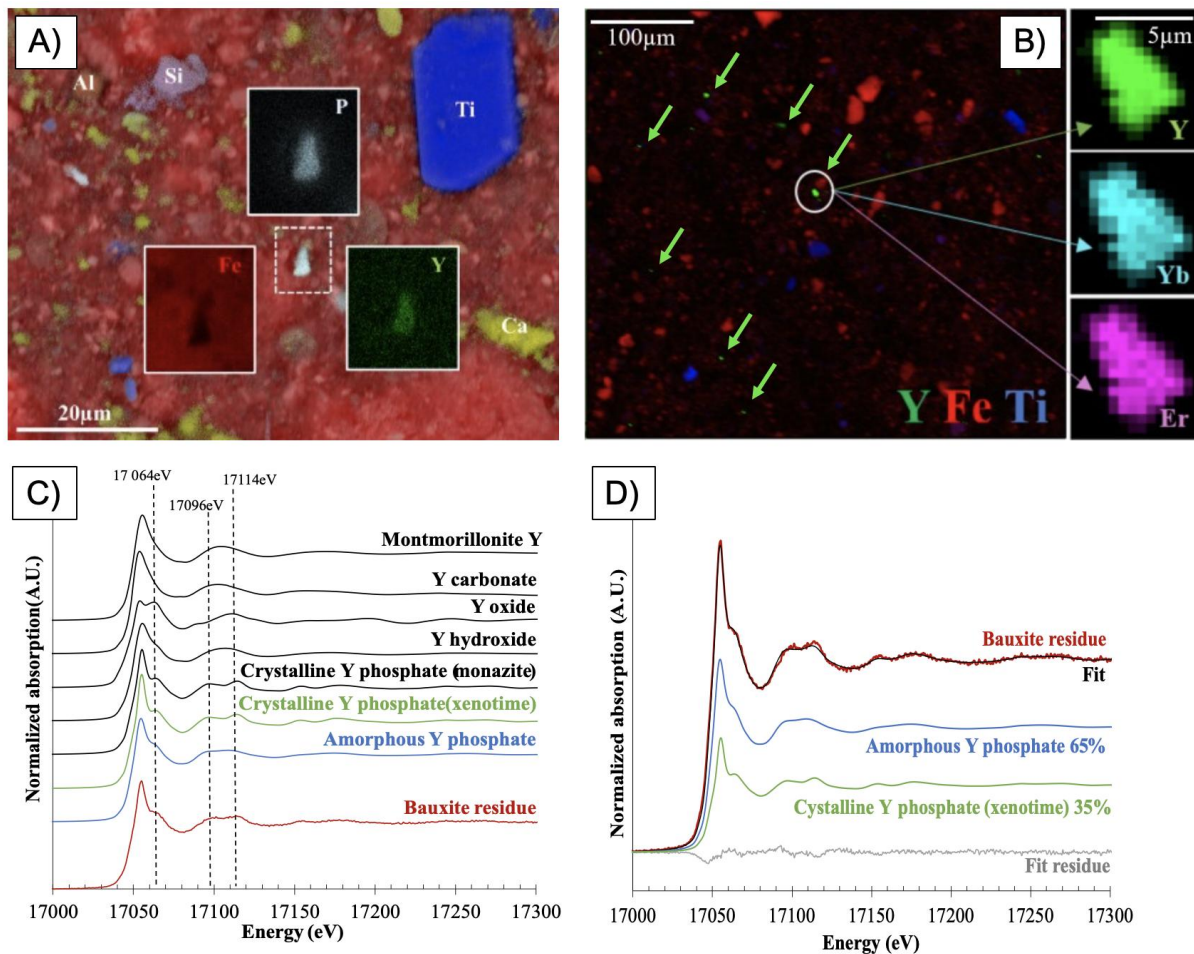 A)
Al
Si
Ti
P
Fe
Y
Ca
20μm
B)
100μm
5μm
Y
Yb
Er
Y Fe Ti
C)
17 064eV
17096eV
17114eV
Normalized absorption(A.U.)
Montmorillonite Y
Y carbonate
Y oxide
Y hydroxide
Crystalline Y phosphate (monazite)
Crystalline Y phosphate(xenotime)
Amorphous Y phosphate
Bauxite residue
17000 17050 17100 17150 17200 17250 17300
Energy (eV)
D)
Normalized absorption (A.U.)
Bauxite residue
Fit
Amorphous Y phosphate 65%
Cystalline Y phosphate (xenotime) 35%
Fit residue
17000 17050 17100 17150 17200 17250 17300
Energy (eV)